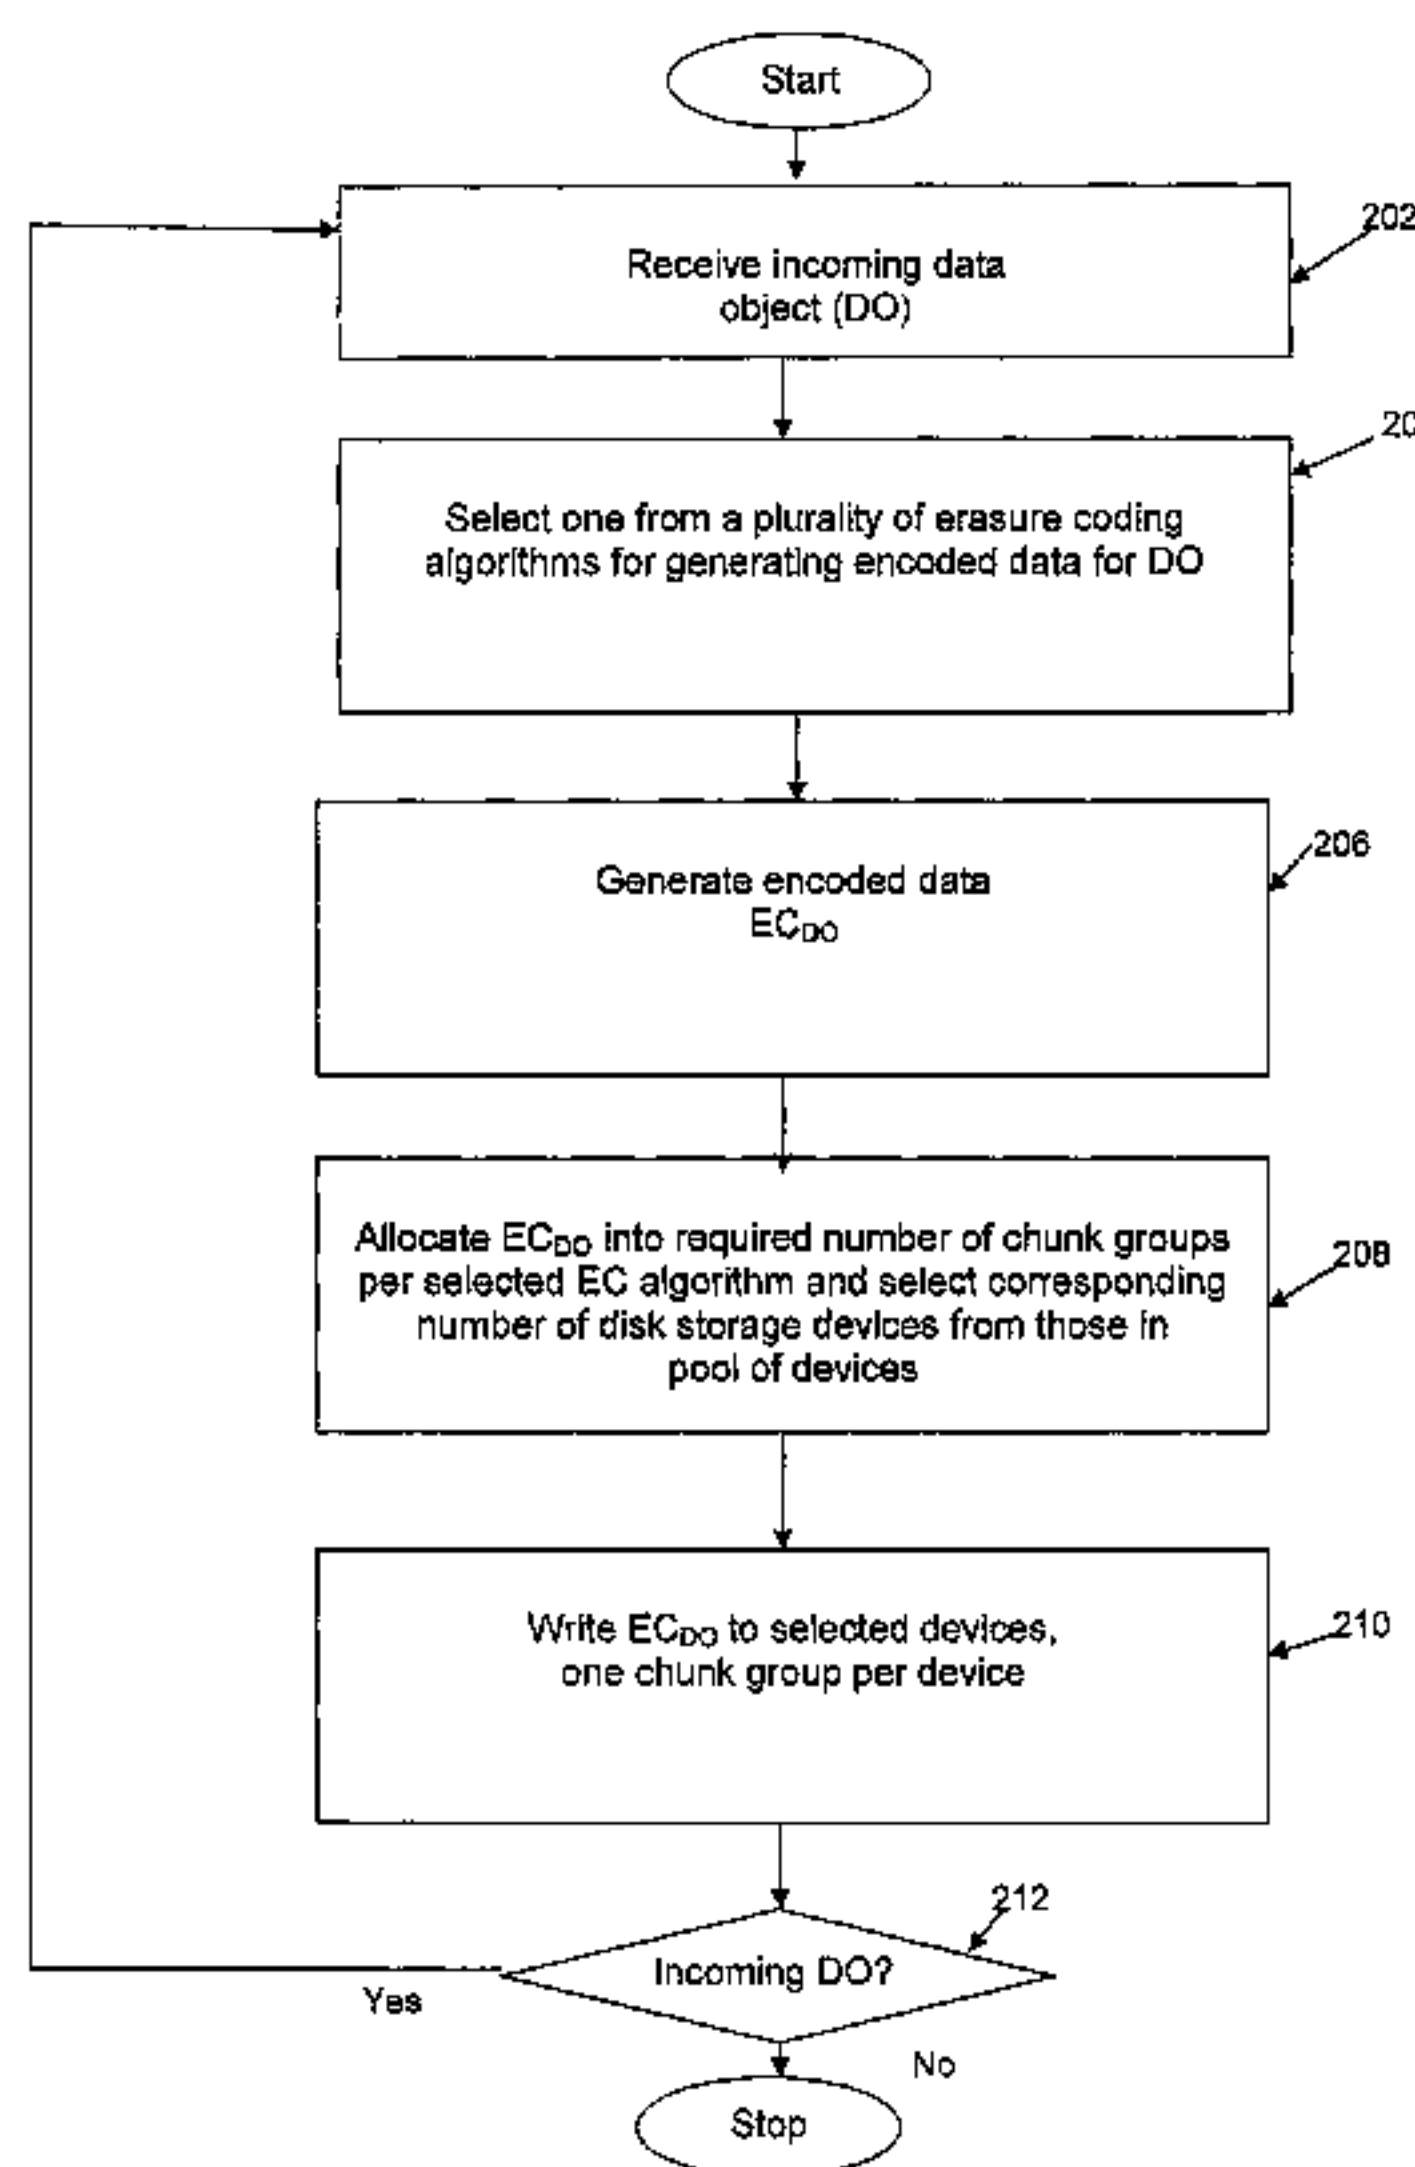 Start
202
Receive incoming data
object (DO)
20
Select one from a plurality of erasure coding
algorithms for generating encoded data for DO
206
Generate encoded data
EC_DO
208
Allocate EC_DO into required number of chunk groups
per selected EC algorithm and select corresponding
number of disk storage devices from those in
pool of devices
210
Write EC_DO to selected devices,
one chunk group per device
212
Incoming DO?
Yes
No
Stop